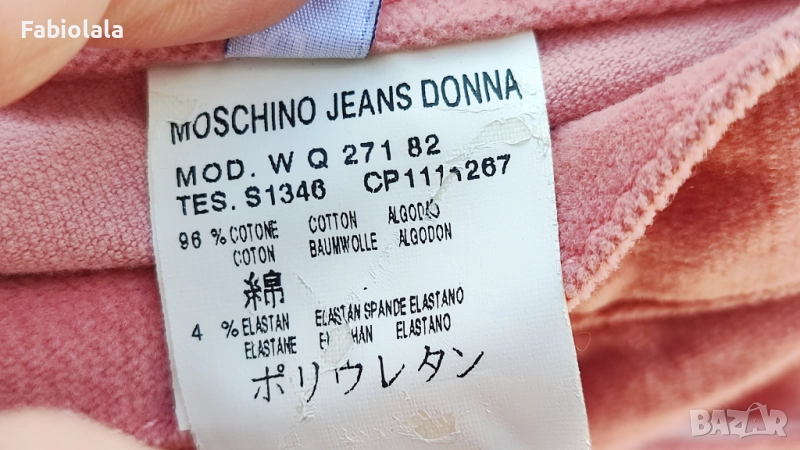 Fabiolala
MOSCHINO JEANS DONNA
MOD. W Q 271 82
TES. S1346
96 % COTONE COTTON
COTON BAUMWOLLE ALGODON
綿
4 % ELASTAN ELASTAN SPANDE ELASTANO
ELASTANE ELASTANO
ポリウレタン
BAZAR